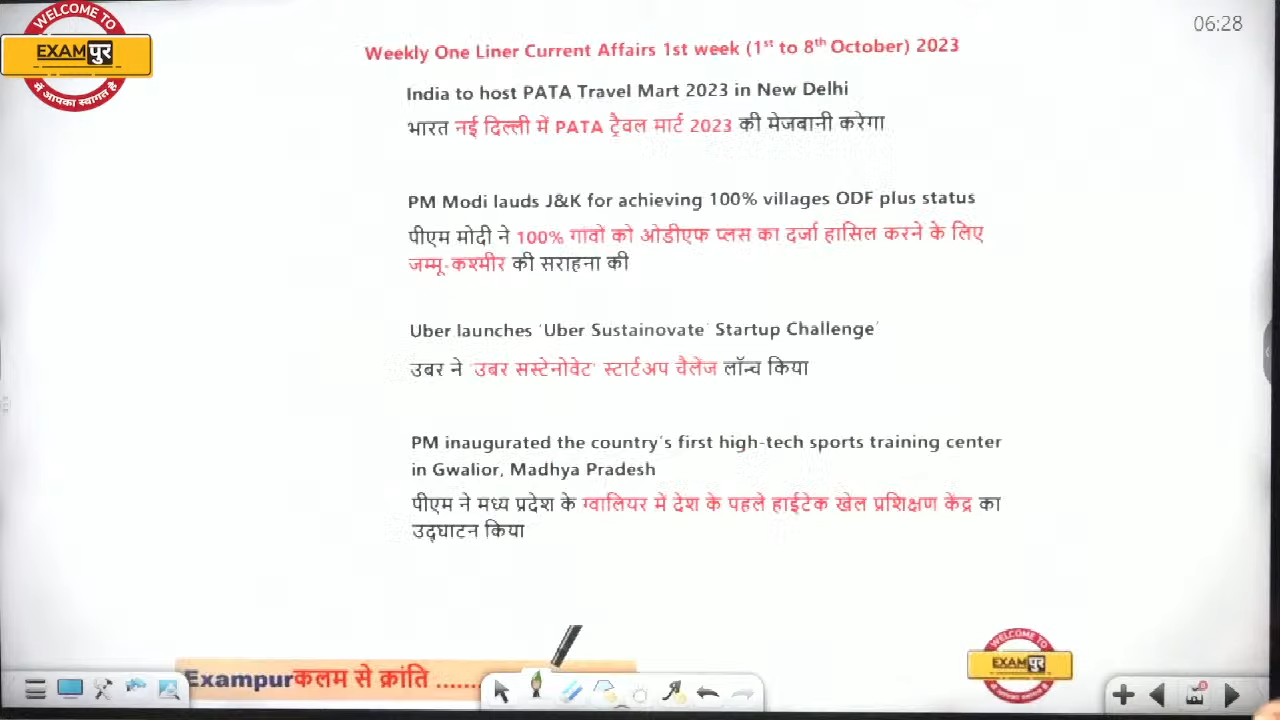 WELCOME TO
EXAMपुर
में आपका स्वागत है
06:28
Weekly One Liner Current Affairs 1st week (1st to 8th October) 2023
India to host PATA Travel Mart 2023 in New Delhi
भारत नई दिल्ली में PATA ट्रैवल मार्ट 2023 की मेजबानी करेगा
PM Modi lauds J&K for achieving 100% villages ODF plus status
पीएम मोदी ने 100% गांवों को ओडीएफ प्लस का दर्जा हासिल करने के लिए
जम्मू-कश्मीर की सराहना की
Uber launches 'Uber Sustainovate' Startup Challenge'
उबर ने 'उबर सस्टेनोवेट' स्टार्टअप चैलेंज लॉन्च किया
PM inaugurated the country's first high-tech sports training center
in Gwalior, Madhya Pradesh
पीएम ने मध्य प्रदेश के ग्वालियर में देश के पहले हाईटेक खेल प्रशिक्षण केंद्र का
उद्घाटन किया
Exampurकलम से क्रांति .......
WELCOME TO
EXAMपुर
में आपका स्वागत है